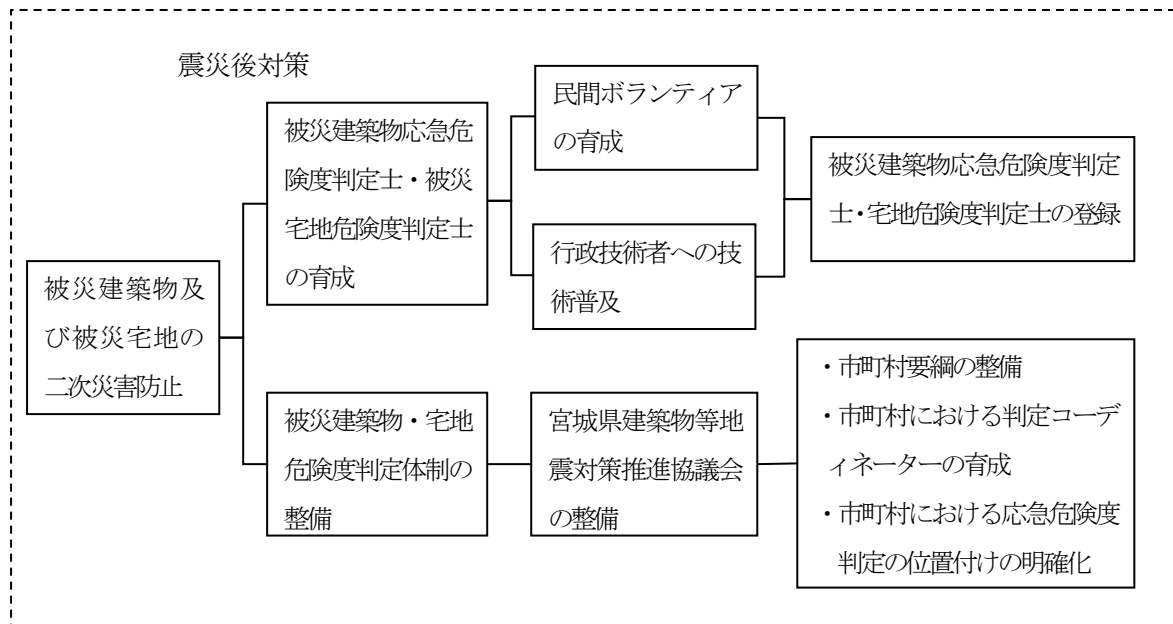 震災後対策
被災建築物及
び被災宅地の
二次災害防止
被災建築物応急危
険度判定士・被災
宅地危険度判定士
の育成
民間ボランティア
の育成
行政技術者への技
術普及
被災建築物応急危険度判定
士・宅地危険度判定士の登録
被災建築物・宅地
危険度判定体制の
整備
宮城県建築物等地
震対策推進協議会
の整備
・市町村要綱の整備
・市町村における判定コーデ
ィネーターの育成
・市町村における応急危険度
判定の位置付けの明確化